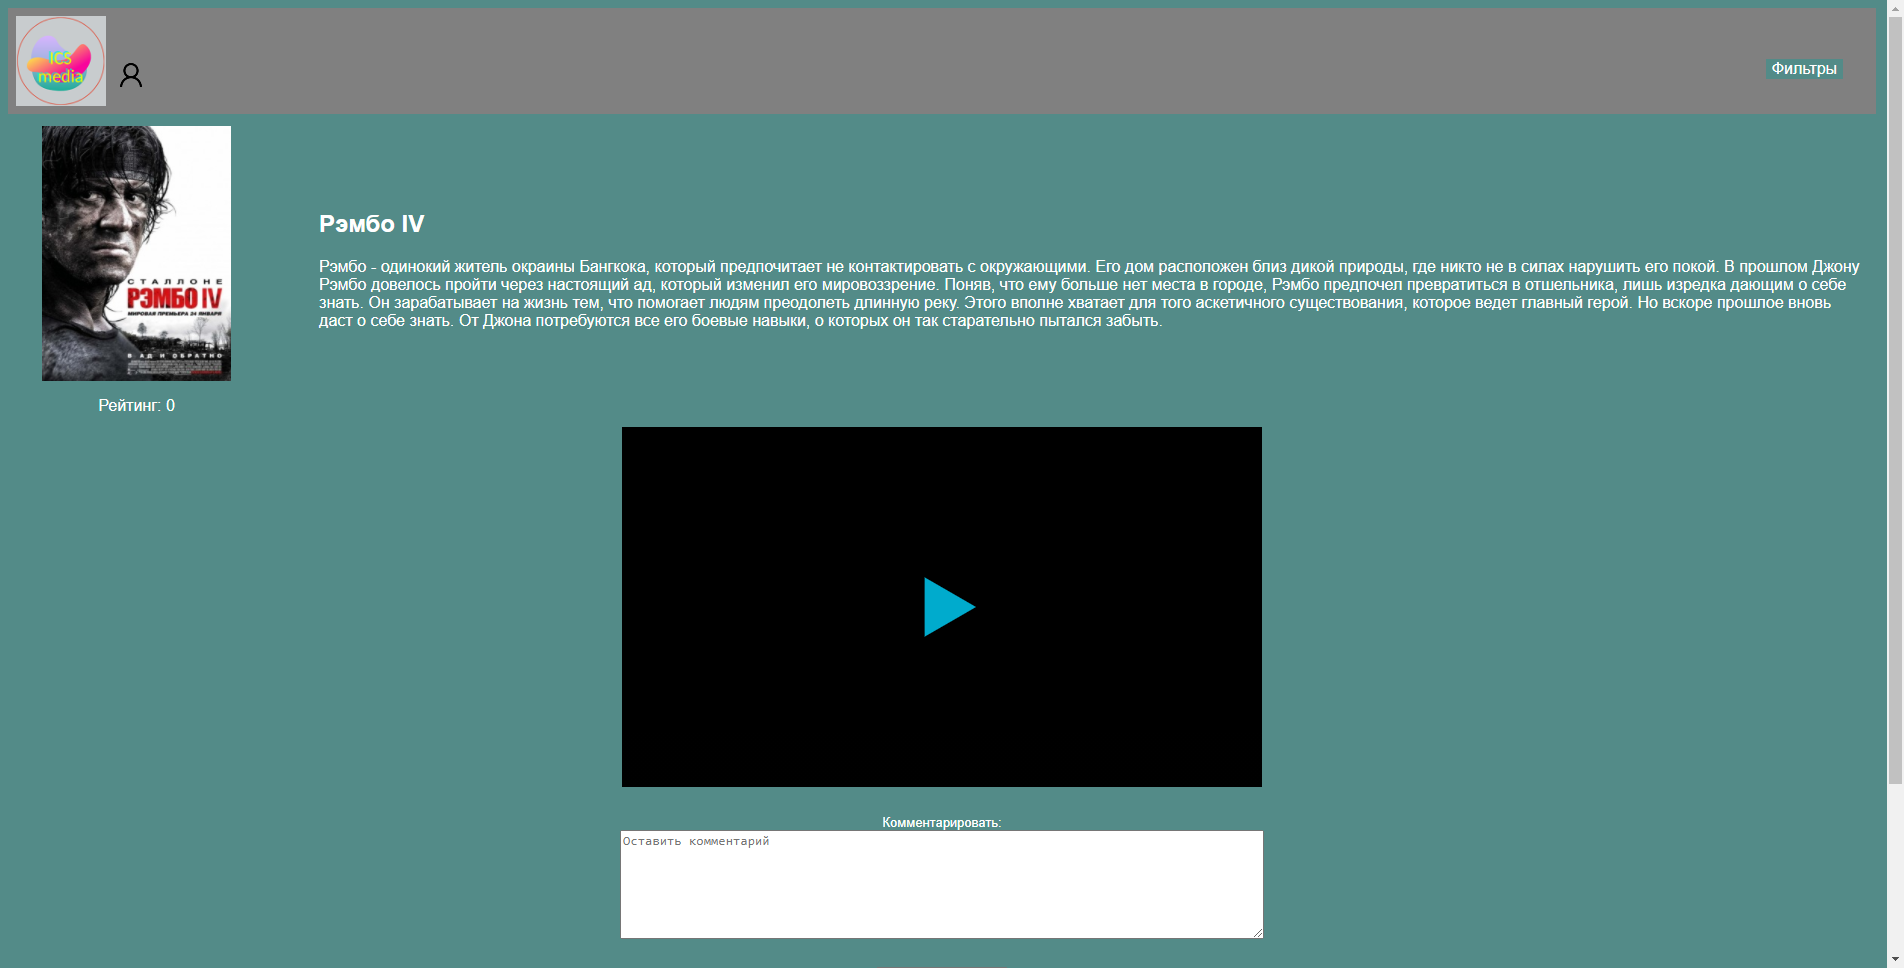 ICS
media
Фильтры
СТАЛЛОНЕ
РЭМБО IV
МИРОВАЯ ПРЕМЬЕРА 24 ЯНВАРЯ
В АД И ОБРАТНО
Рейтинг: 0
Рэмбо IV
Рэмбо - одинокий житель окраины Бангкока, который предпочитает не контактировать с окружающими. Его дом расположен близ дикой природы, где никто не в силах нарушить его покой. В прошлом Джону
Рэмбо довелось пройти через настоящий ад, который изменил его мировоззрение. Поняв, что ему больше нет места в городе, Рэмбо предпочел превратиться в отшельника, лишь изредка дающим о себе
знать. Он зарабатывает на жизнь тем, что помогает людям преодолеть длинную реку. Этого вполне хватает для того аскетичного существования, которое ведет главный герой. Но вскоре прошлое вновь
даст о себе знать. От Джона потребуются все его боевые навыки, о которых он так старательно пытался забыть.
Комментировать:
Оставить комментарий